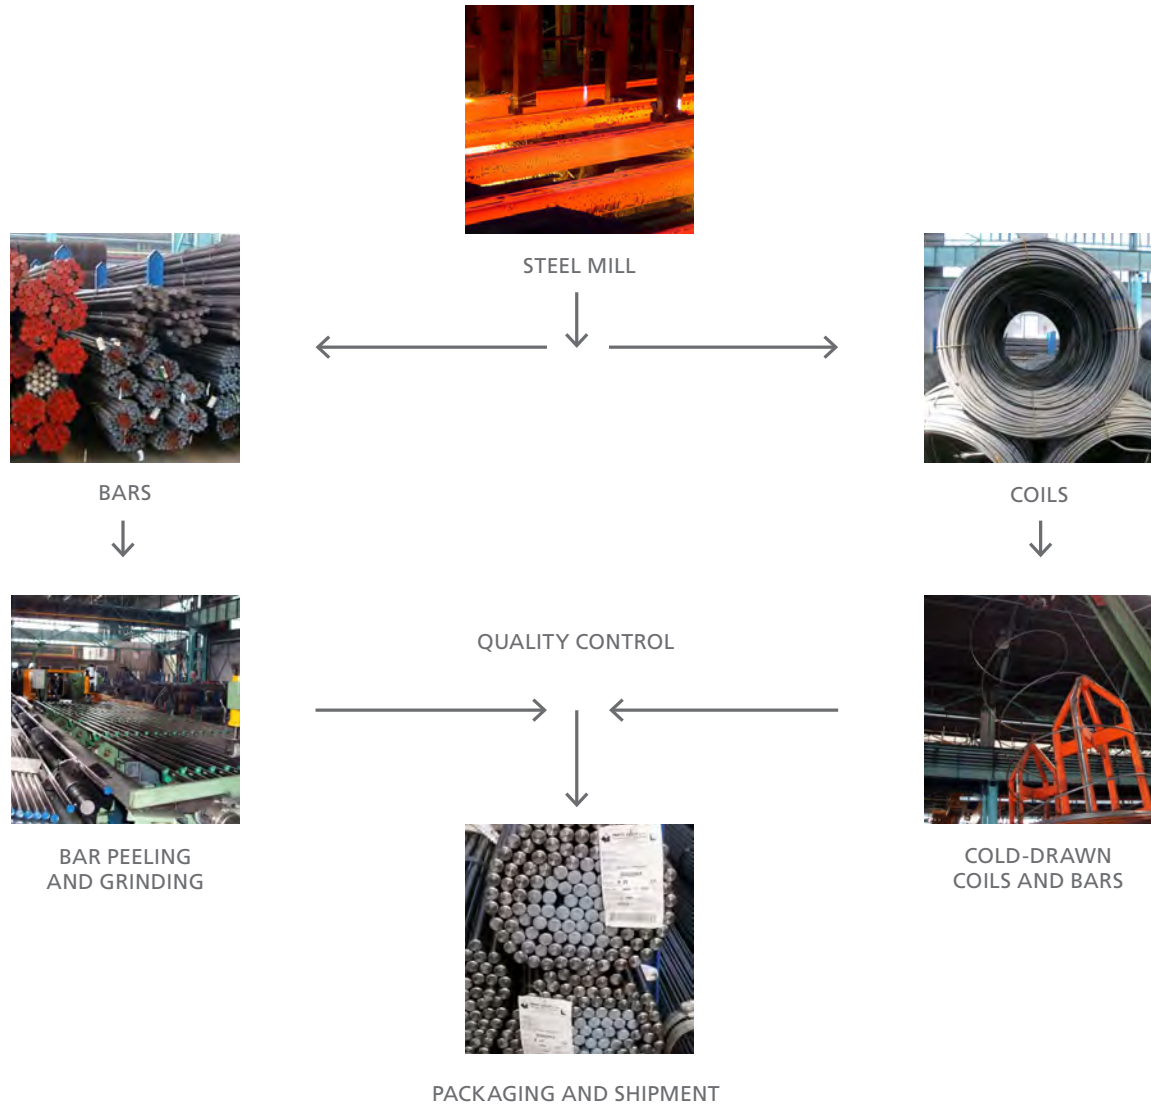 STEEL MILL
BARS
COILS
QUALITY CONTROL
BAR PEELING
AND GRINDING
COLD-DRAWN
COILS AND BARS
PACKAGING AND SHIPMENT